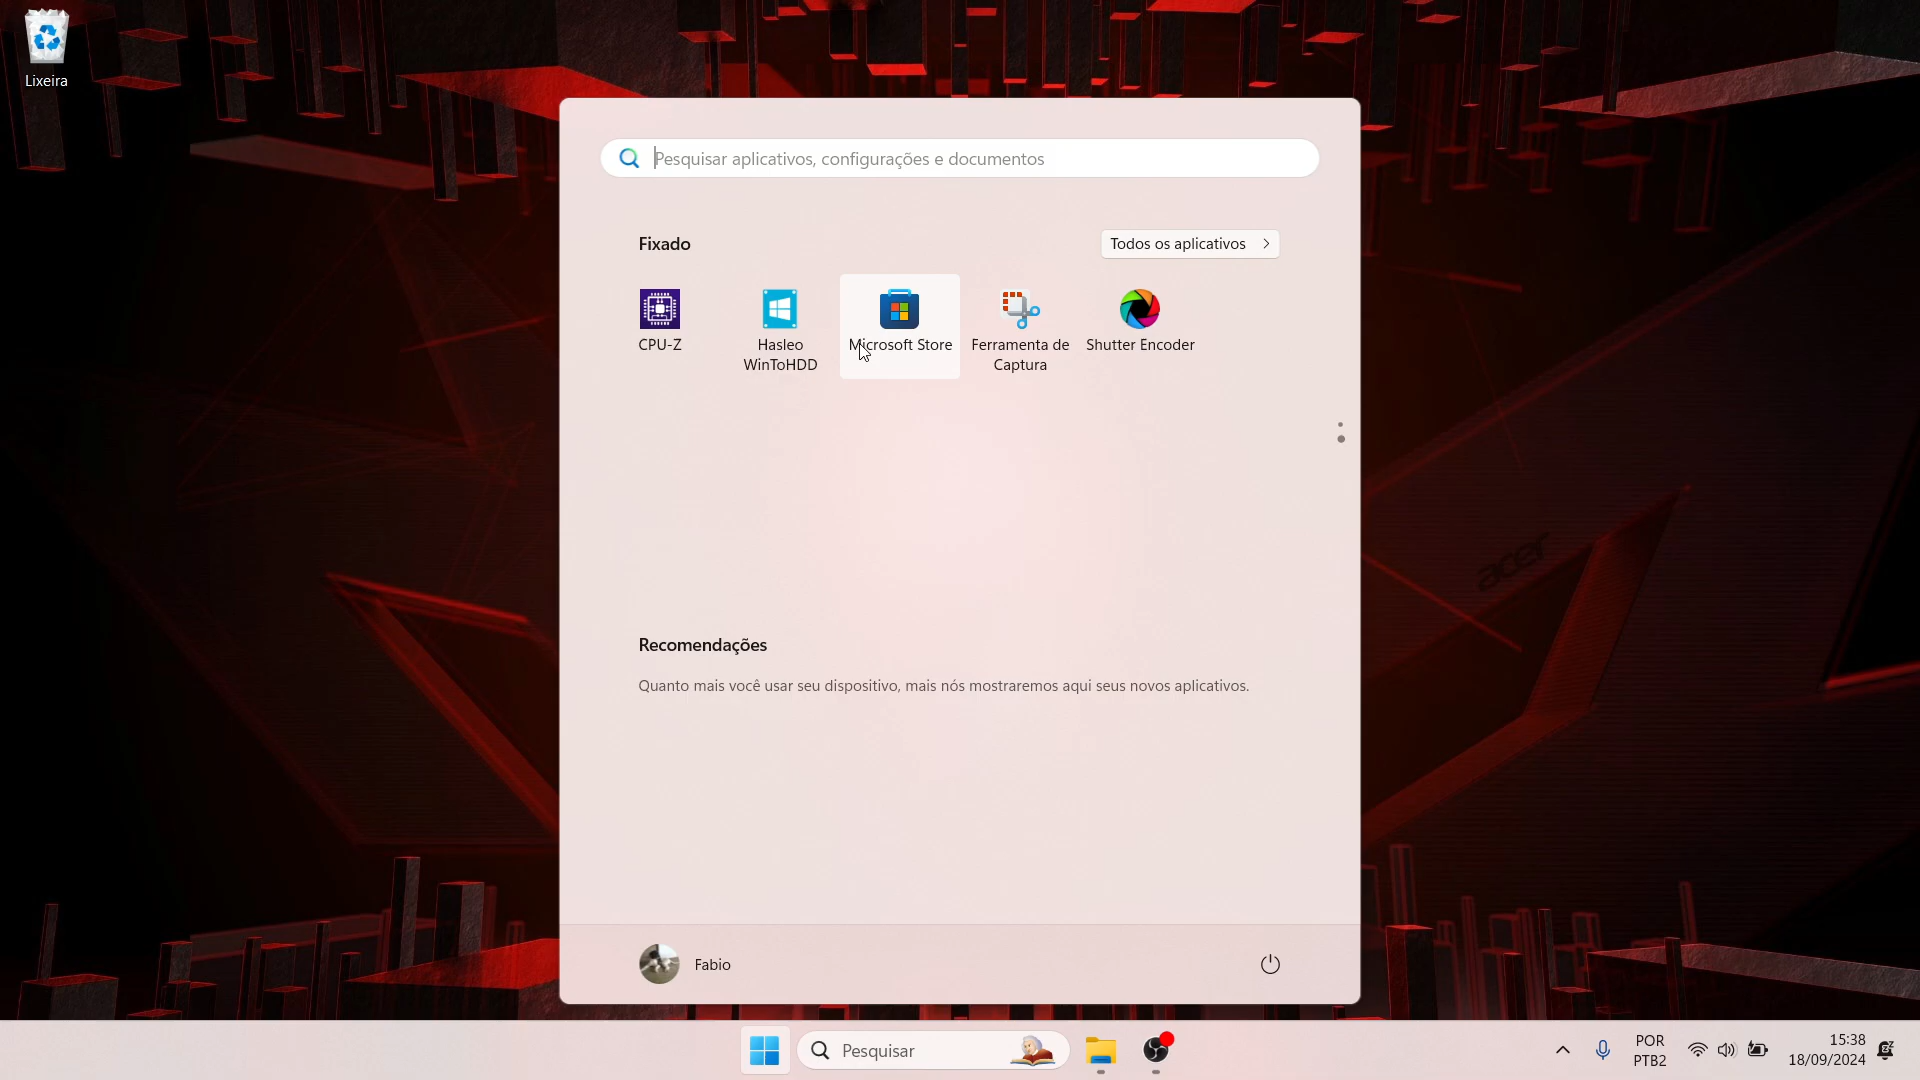 Lixeira
Pesquisar aplicativos, configurações e documentos
Fixado
Todos os aplicativos
CPU-Z
Hasleo
WinToHDD
Microsoft Store
Ferramenta de
Captura
Shutter Encoder
acer
Recomendações
Quanto mais você usar seu dispositivo, mais nós mostraremos aqui seus novos aplicativos.
Fabio
Pesquisar
POR
PTB2
15:38
18/09/2024